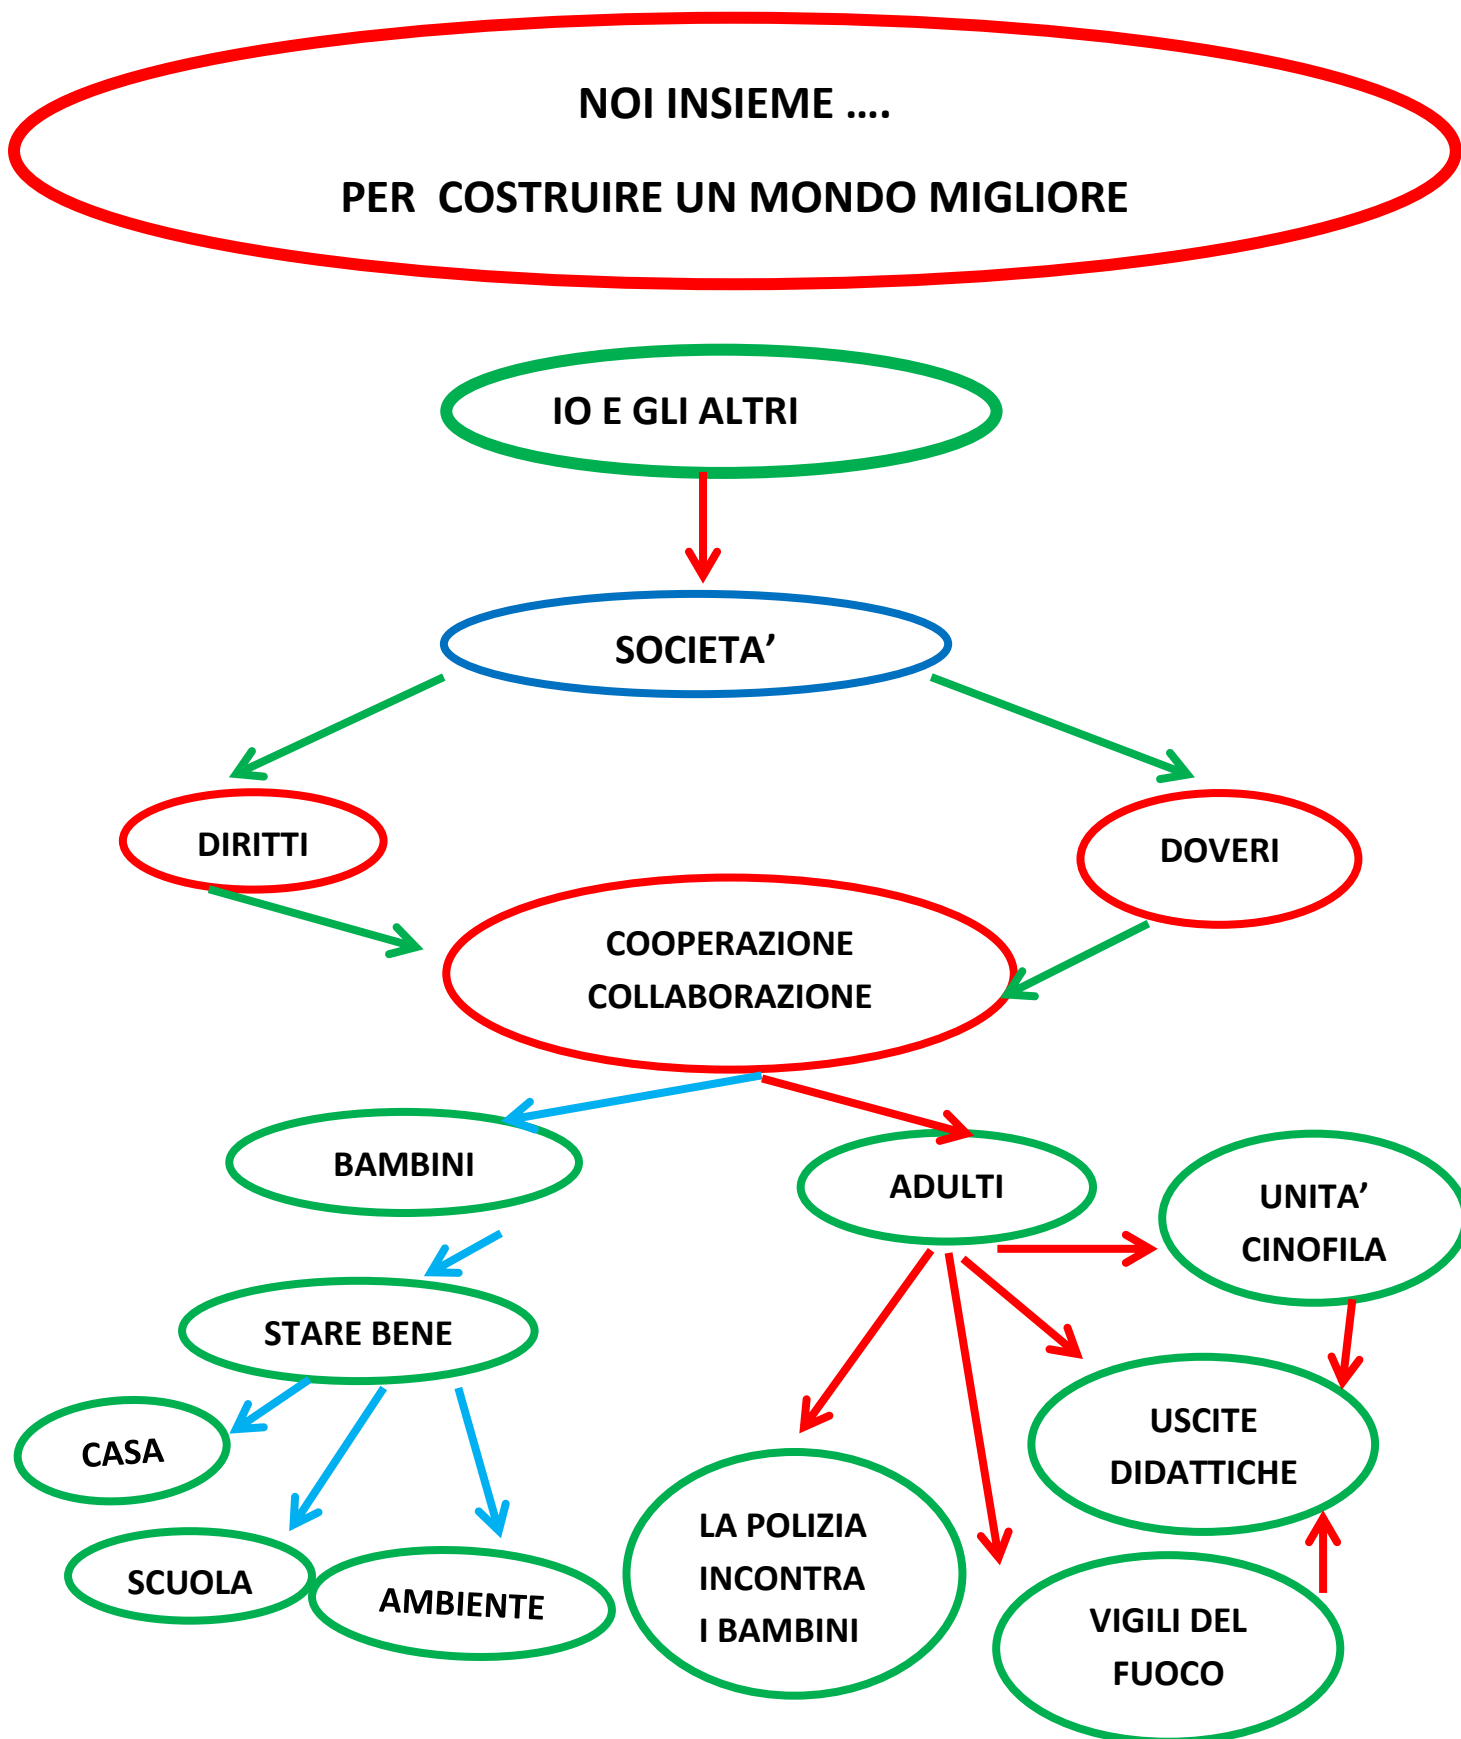 NOI INSIEME ....
PER COSTRUIRE UN MONDO MIGLIORE
IO E GLI ALTRI
SOCIETA’
DIRITTI
DOVERI
COOPERAZIONE
COLLABORAZIONE
BAMBINI
ADULTI
UNITA’
CINOFILA
STARE BENE
USCITE
DIDATTICHE
CASA
SCUOLA
AMBIENTE
LA POLIZIA
INCONTRA
I BAMBINI
VIGILI DEL
FUOCO